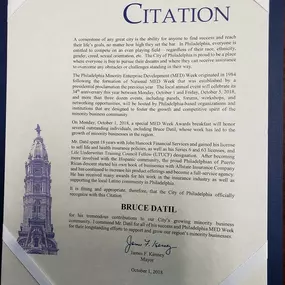 CITATION
A cornerstone of any great city is the ability for anyone to find success and reach
their life's goals, no matter how high they set the bar. In Philadelphia, everyone is
entitled to compete on an even playing field – regardless of their race, ethnicity,
gender, creed, sexual orientation, etc. The City of Philadelphia is proud to be a place
where everyone is free to pursue their dreams and where they can receive assistance
to overcome any obstacles or challenges standing in their way.
The Philadelphia Minority Enterprise Development (MED) Week originated in 1984
following the formation of National MED Week that was established by a
presidential proclamation the previous year. The local annual event will celebrate its
34th anniversary this year between Monday, October 1 and Friday, October 5, 2018,
and more than three dozen events, including panels, forums, workshops, and
networking opportunities, will be hosted by Philadelphia-based organizations and
institutions that are designed to bolster the growth and competitive spirit of the
minority business community.
On Monday, October 1, 2018, a special MED Week Awards breakfast will honor
several outstanding individuals, including Bruce Datil, whose work has led to the
growth of minority businesses in the region.
Mr. Datil spent 18 years with John Hancock Financial Services and gained his license
to sell life and health insurance policies, as well as his Series 6 and 63 licenses, and
Life Underwriter Training Council Fellow (LUTCF) designation. After becoming
more involved with the Hispanic community, the proud Philadelphian of Puerto
Rican descent started his own book of businesses with Allstate Insurance Company
and has continued to increase his product offerings and become a full-service agency.
He has received many awards for his work in the insurance industry as well as
supporting the local Latino community in Philadelphia.
It is fitting and appropriate, therefore, that the City of Philadelphia officially
recognize with this Citation
BRUCE DATIL
for his tremendous contributions to our City's growing minority business
community. I commend Mr. Datil for all of his success and Philadelphia MED Week
for their longstanding efforts to support and grow our region's minority businesses.
James F. Kenney
James F. Kenney
Mayor
October 1, 2018